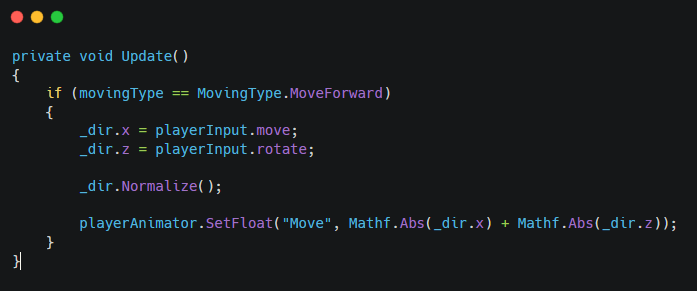 private void Update()
{
    if (movingType == MovingType.MoveForward)
    {
        _dir.x = playerInput.move;
        _dir.z = playerInput.rotate;

        _dir.Normalize();

        playerAnimator.SetFloat("Move", Mathf.Abs(_dir.x) + Mathf.Abs(_dir.z));
    }
}